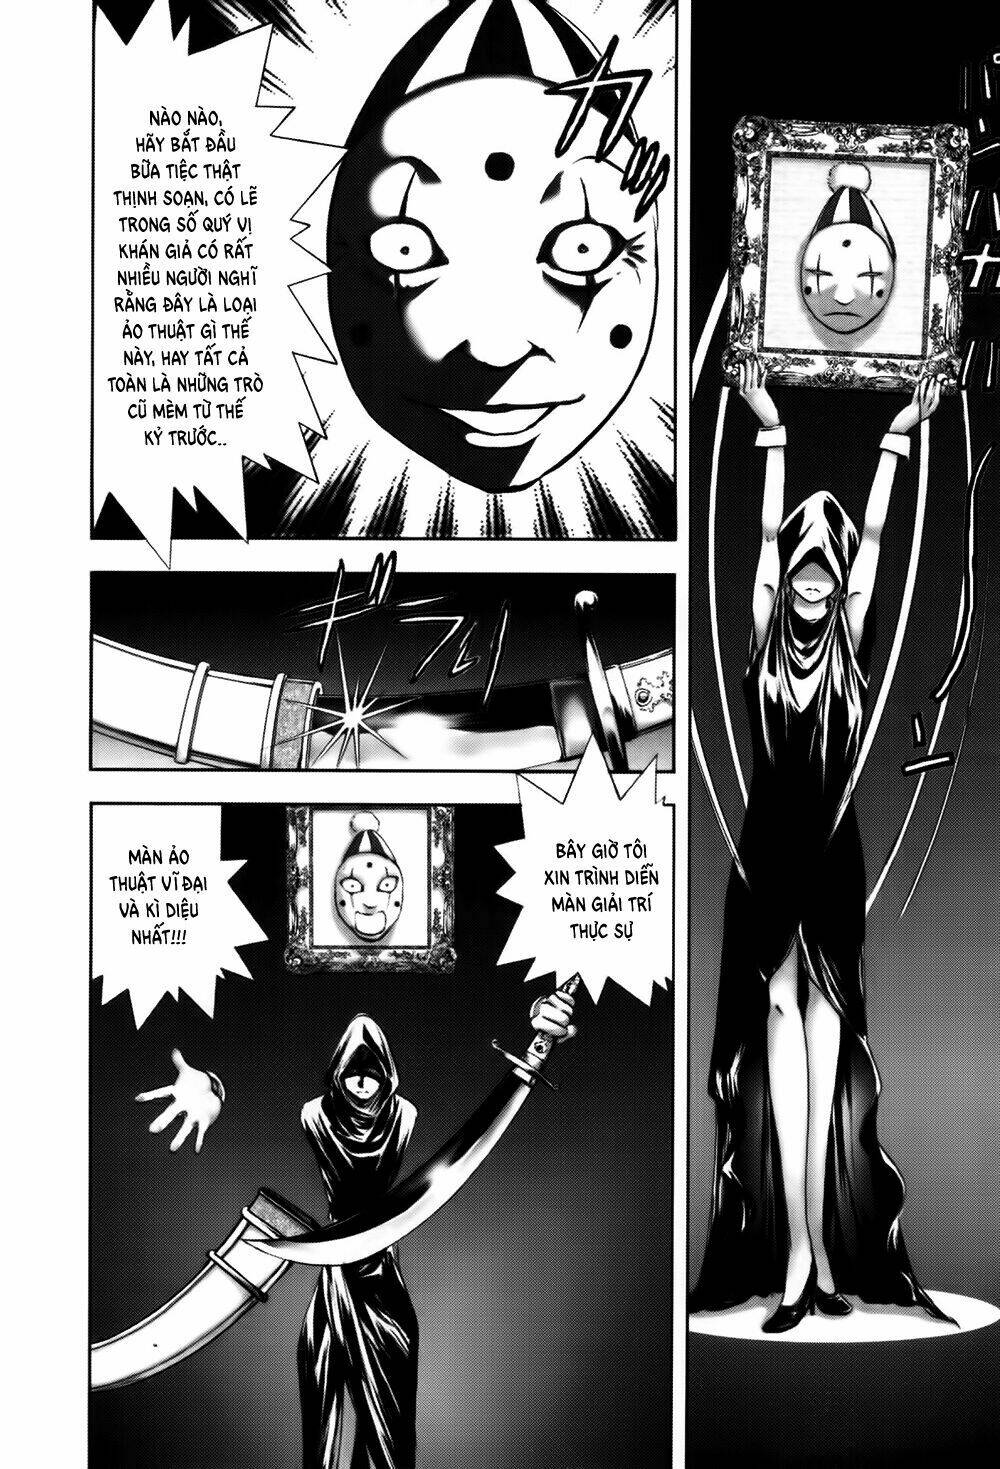 NÀO NÀO,
HÃY BẮT ĐẦU
BỮA TIỆC THẬT
THỊNH SOẠN, CÓ LẼ
TRONG SỐ QUÝ VỊ
KHÁN GIẢ CÓ RẤT
NHIỀU NGƯỜI NGHĨ
RẰNG ĐÂY LÀ LOẠI
ẢO THUẬT GÌ THẾ
NÀY, HAY TẤT CẢ
TOÀN LÀ NHỮNG TRÒ
CŨ MÈM TỪ THẾ
KỶ TRƯỚC..
BÂY GIỜ TÔI
XIN TRÌNH DIỄN
MÀN GIẢI TRÍ
THỰC SỰ
MÀN ẢO
THUẬT VĨ ĐẠI
VÀ KÌ DIỆU
NHẤT!!!